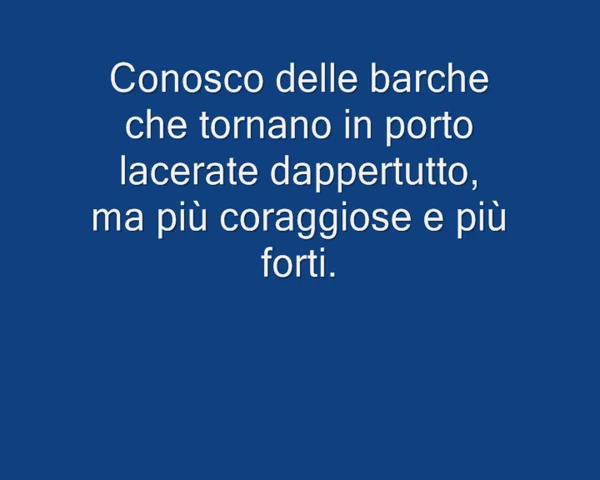 Conosco delle barche
che tornano in porto
lacerate dappertutto,
ma più coraggiose e più
forti.